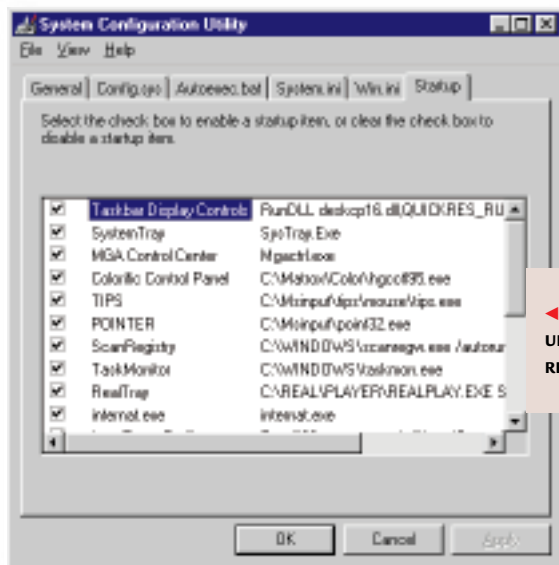 System Configuration Utility
File View Help
General Config.sys Autoexec.bat System.ini Win.ini Startup
Select the check box to enable a startup item, or clear the check box to
disable a startup item.
Taskbar Display Controls RunDLL deskcp16.dll,QUICKRES_RU
SystemTray SysTray.Exe
MGA Control Center Mgactrl.exe
Colorific Control Panel C:\Matrox\Color\hgcctl95.exe
TIPS C:\Msinput\tips\mouse\tips.exe
POINTER C:\Msinput\point32.exe
ScanRegistry C:\WINDOWS\scanregw.exe /autorun
TaskMonitor C:\WINDOWS\taskmon.exe
RealTray C:\REAL\PLAYER\REALPLAY.EXE S
internat.exe internat.exe
OK Cancel Apply